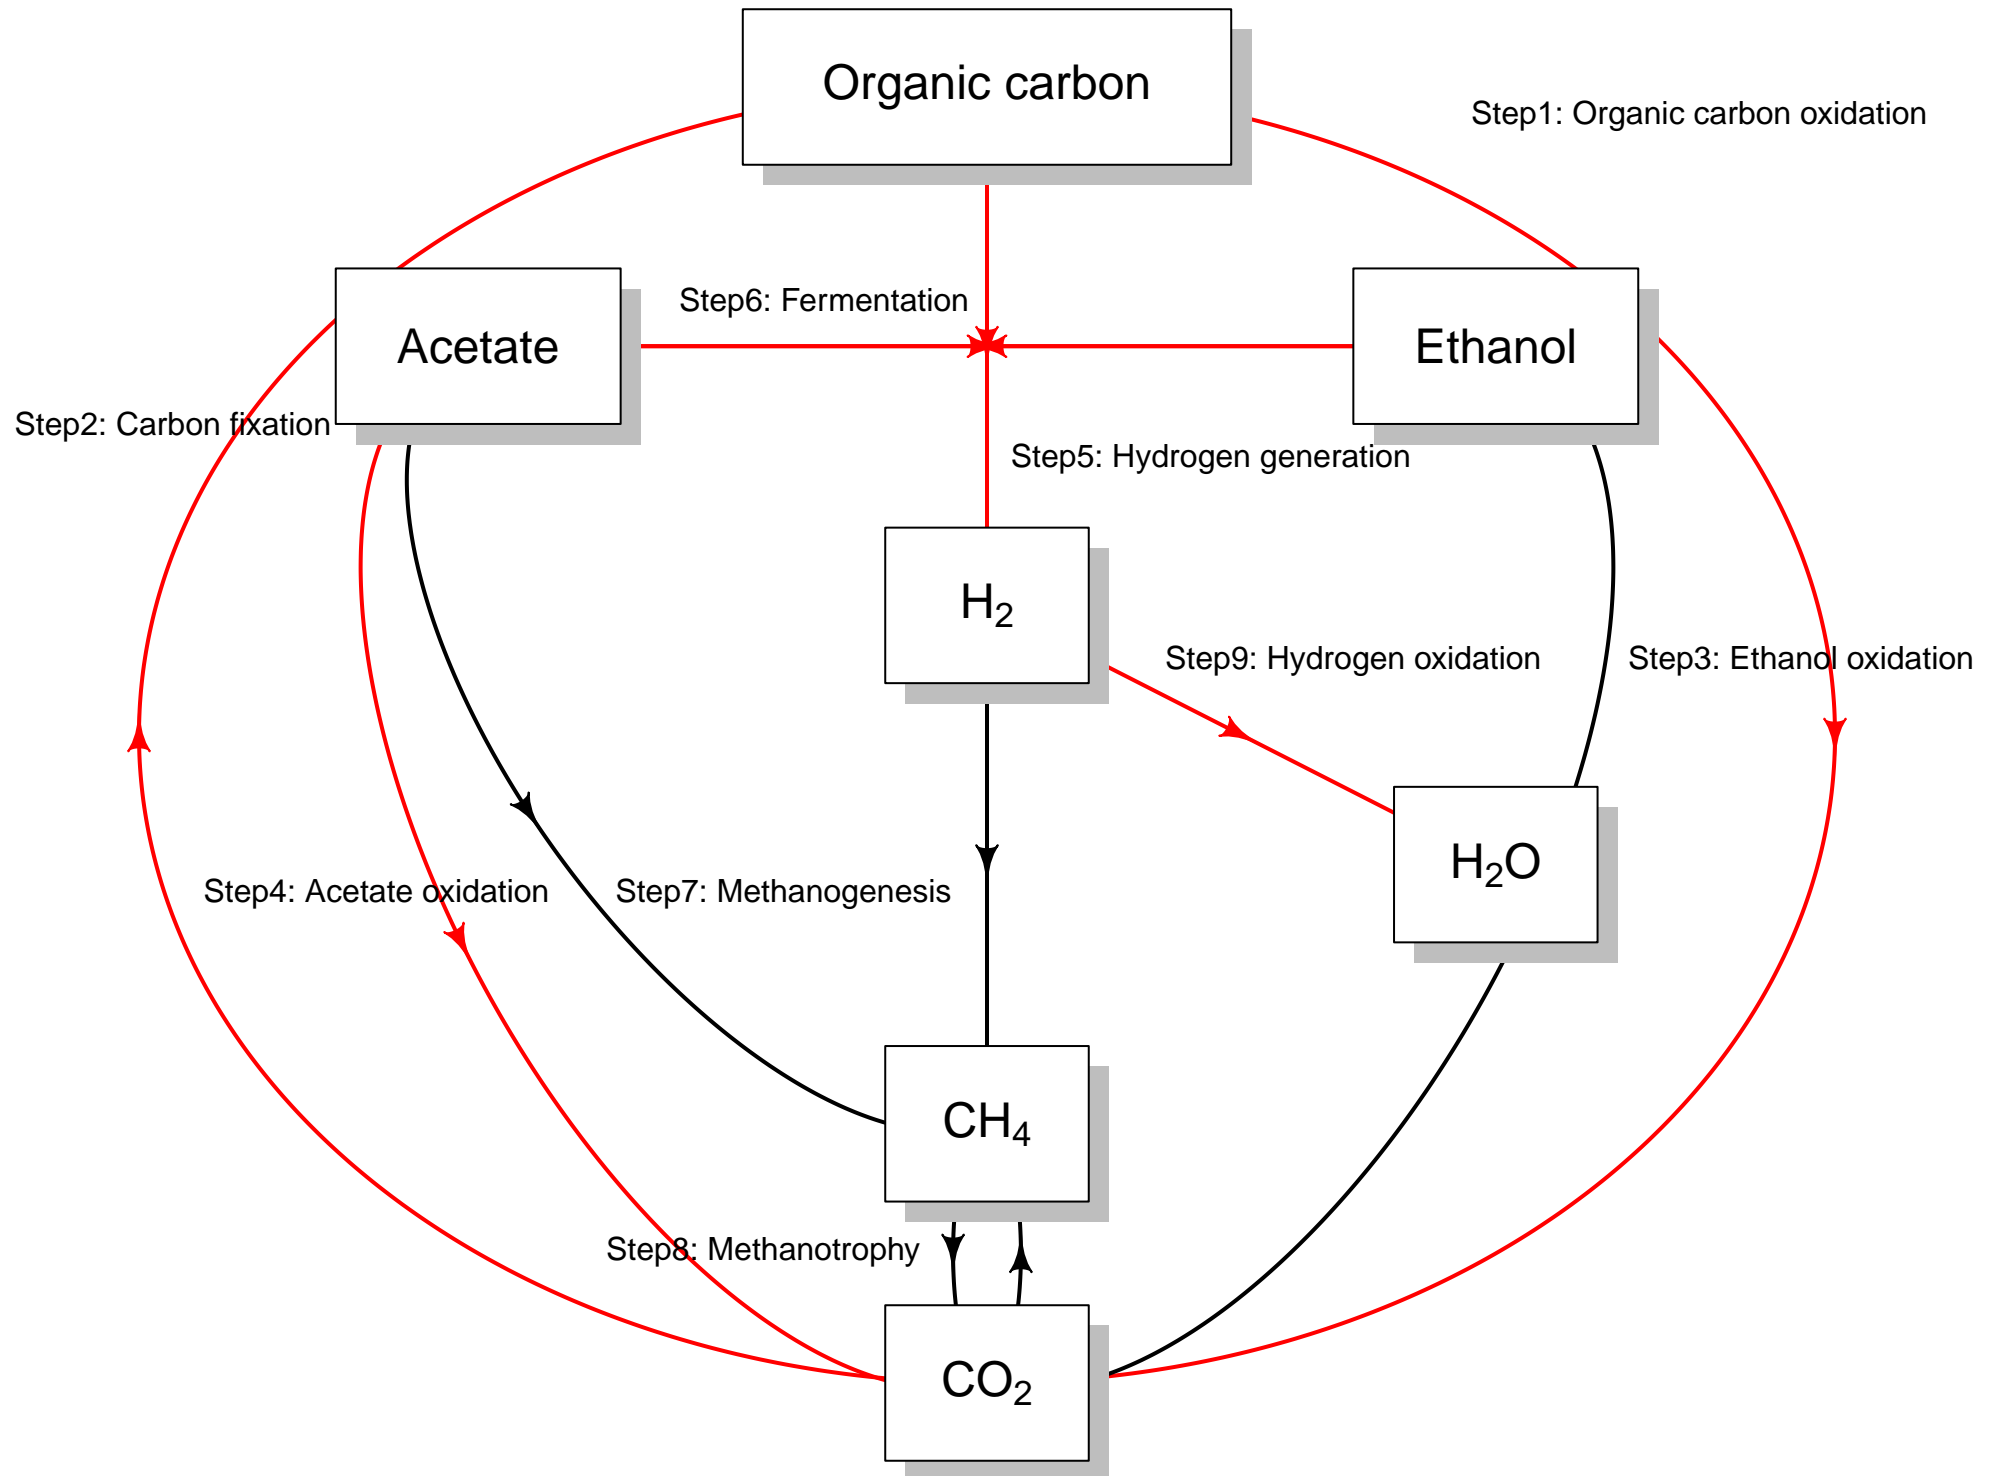 Organic carbon
Step1: Organic carbon oxidation
Step6: Fermentation
Acetate
Ethanol
Step2: Carbon fixation
Step5: Hydrogen generation
H₂
Step9: Hydrogen oxidation
Step3: Ethanol oxidation
H₂O
Step4: Acetate oxidation
Step7: Methanogenesis
CH₄
Step8: Methanotrophy
CO₂